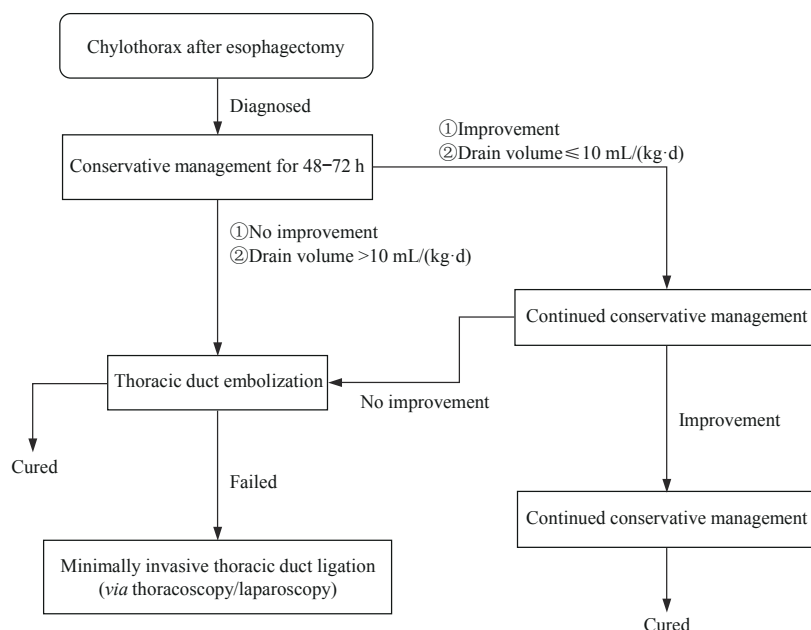 Chylothorax after esophagectomy
Diagnosed
①Improvement
②Drain volume≤10 mL/(kg·d)
Conservative management for 48−72 h
①No improvement
②Drain volume >10 mL/(kg·d)
Continued conservative management
Thoracic duct embolization
No improvement
Improvement
Cured
Failed
Continued conservative management
Minimally invasive thoracic duct ligation
(via thoracoscopy/laparoscopy)
Cured